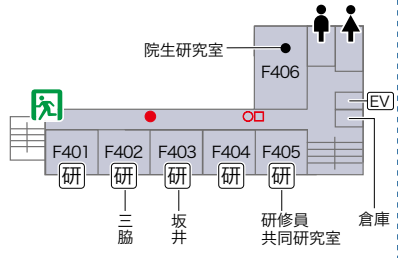 院生研究室
F406
EV
F401
F402
F403
F404
F405
研
研
研
研
研
三脇
坂井
研修員
共同研究室
倉庫